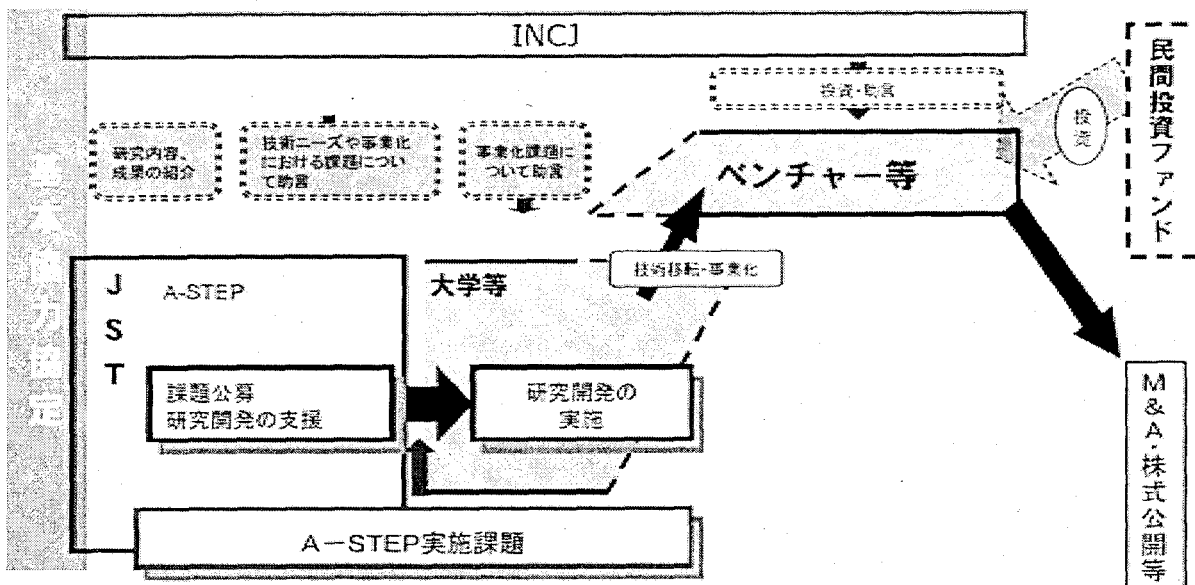 INCJ
投資・助言
民間投資ファンド
投資
研究内容、
成果の紹介
技術ニーズや事業化
における課題につい
て助言
事業化課題に
ついて助言
ベンチャー等
技術移転・事業化
JST
A-STEP
大学等
課題公募
研究開発の支援
研究開発の
実施
A－STEP実施課題
M&A・株式公開等